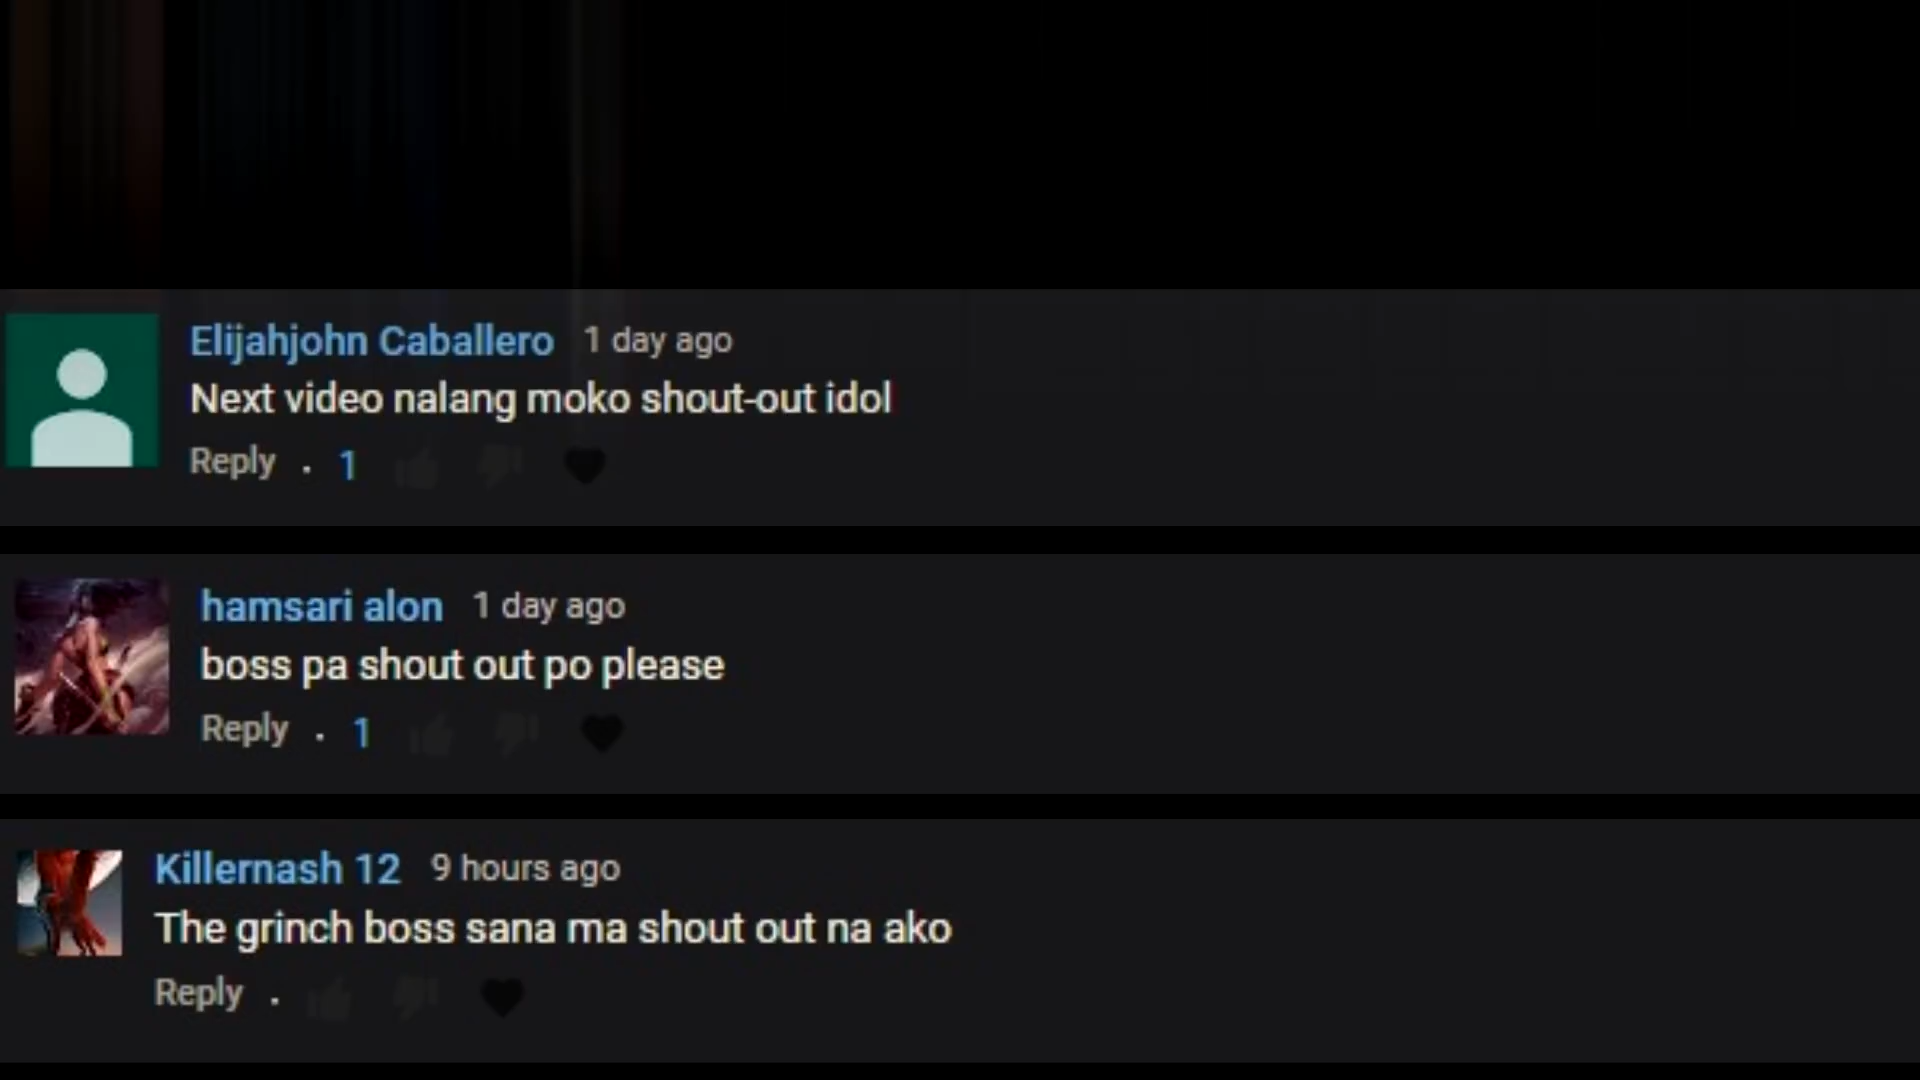 Elijahjohn Caballero 1 day ago
Next video nalang moko shout-out idol
Reply . 1
hamsari alon 1 day ago
boss pa shout out po please
Reply . 1
Killernash 12 9 hours ago
The grinch boss sana ma shout out na ako
Reply .